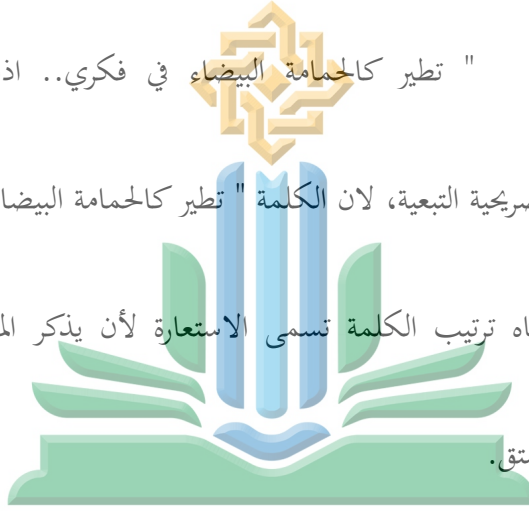 " تطير كالحمامة البيضاء في فكري.. اذ
صريحية التبعية، لان الكلمة " تطير كالحمامة البيضا
اه ترتيب الكلمة تسمى الاستعارة لأن يذكر الم
شتق.